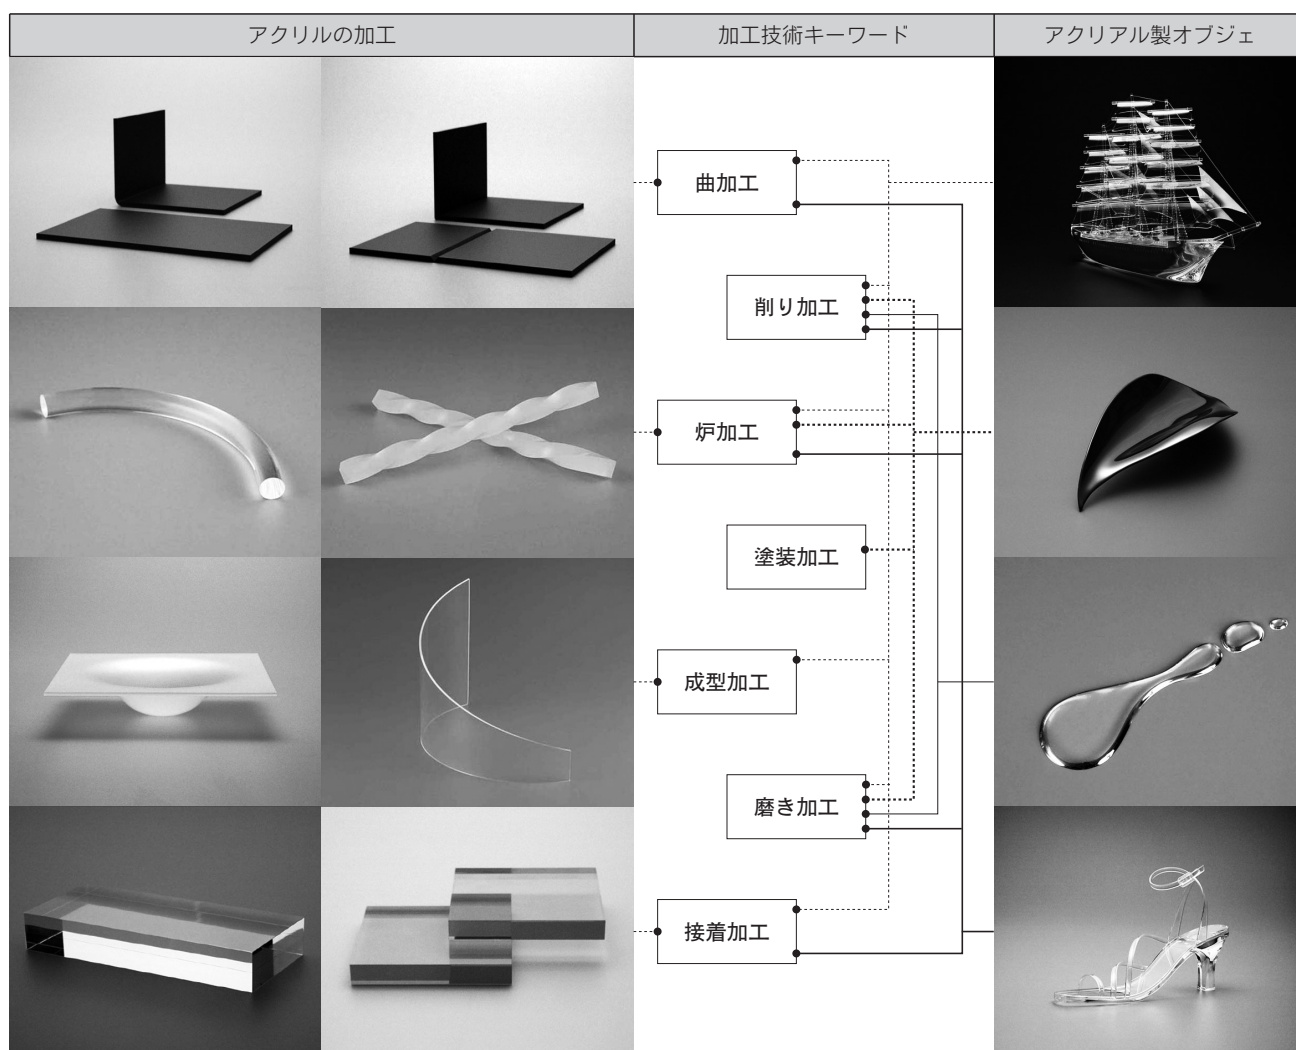 アクリルの加工
加工技術キーワード
アクリアル製オブジェ
曲加工
削り加工
炉加工
塗装加工
成型加工
磨き加工
接着加工